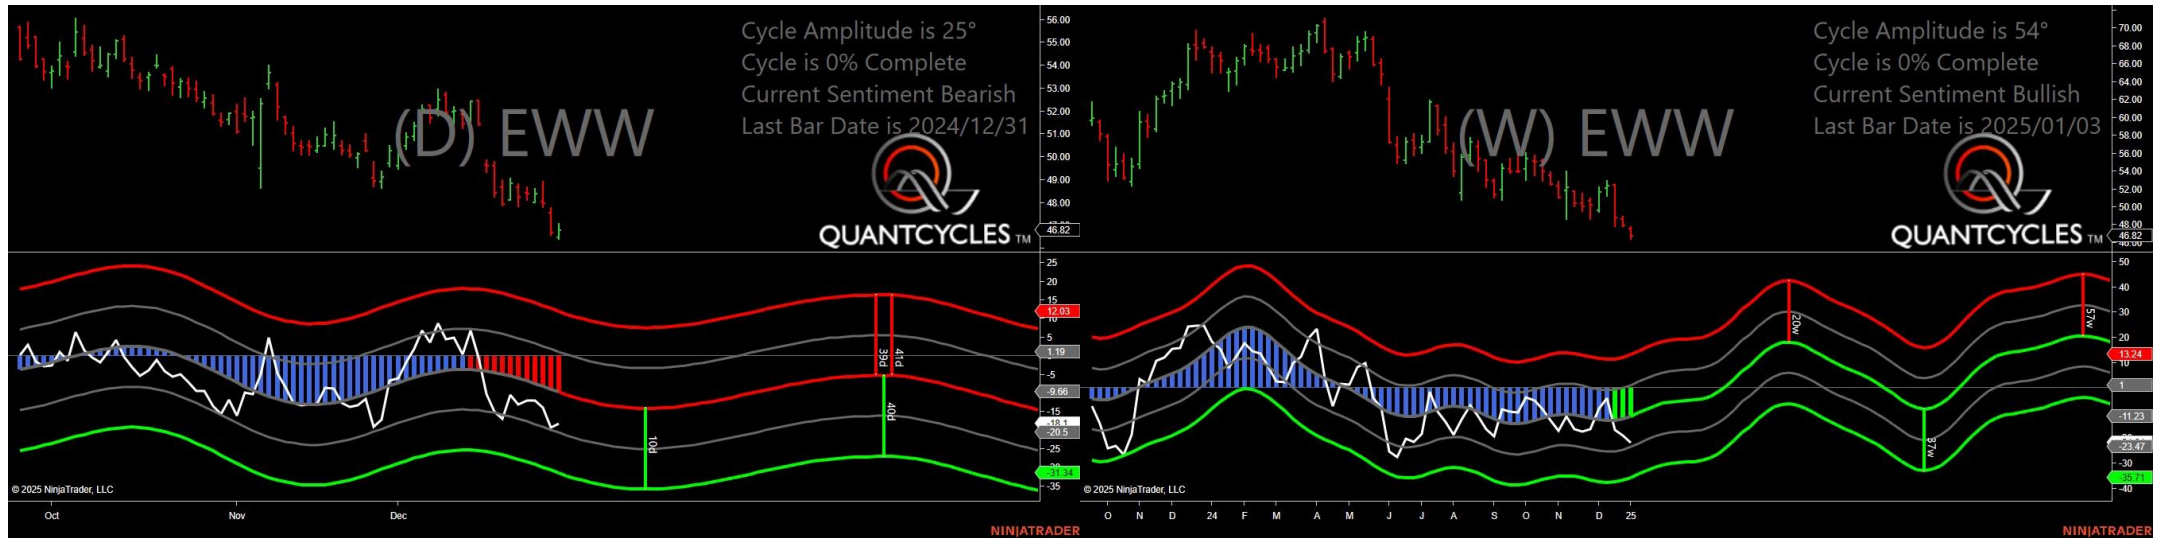 Cycle Amplitude is 25°
Cycle is 0% Complete
Current Sentiment Bearish
Last Bar Date is 2024/12/31
(D) EWW
QUANTCYCLES TM
56.00
55.00
54.00
53.00
52.00
51.00
50.00
49.00
48.00
46.82
25
20
15
12.03
10
5
1.19
-5
-9.66
-15
-18.1
-20.5
-25
-31.34
-35
10d
39d
41d
40d
© 2025 NinjaTrader, LLC
Oct
Nov
Dec
NINJATRADER
Cycle Amplitude is 54°
Cycle is 0% Complete
Current Sentiment Bullish
Last Bar Date is 2025/01/03
(W) EWW
QUANTCYCLES TM
70.00
68.00
66.00
64.00
62.00
60.00
58.00
56.00
54.00
52.00
50.00
48.00
46.82
46.00
50
40
30
20
13.24
10
1
-11.23
-23.47
-30
-35.71
-40
20w
37w
57w
© 2025 NinjaTrader, LLC
O
N
D
24
F
M
A
M
J
J
A
S
O
N
D
25
NINJATRADER